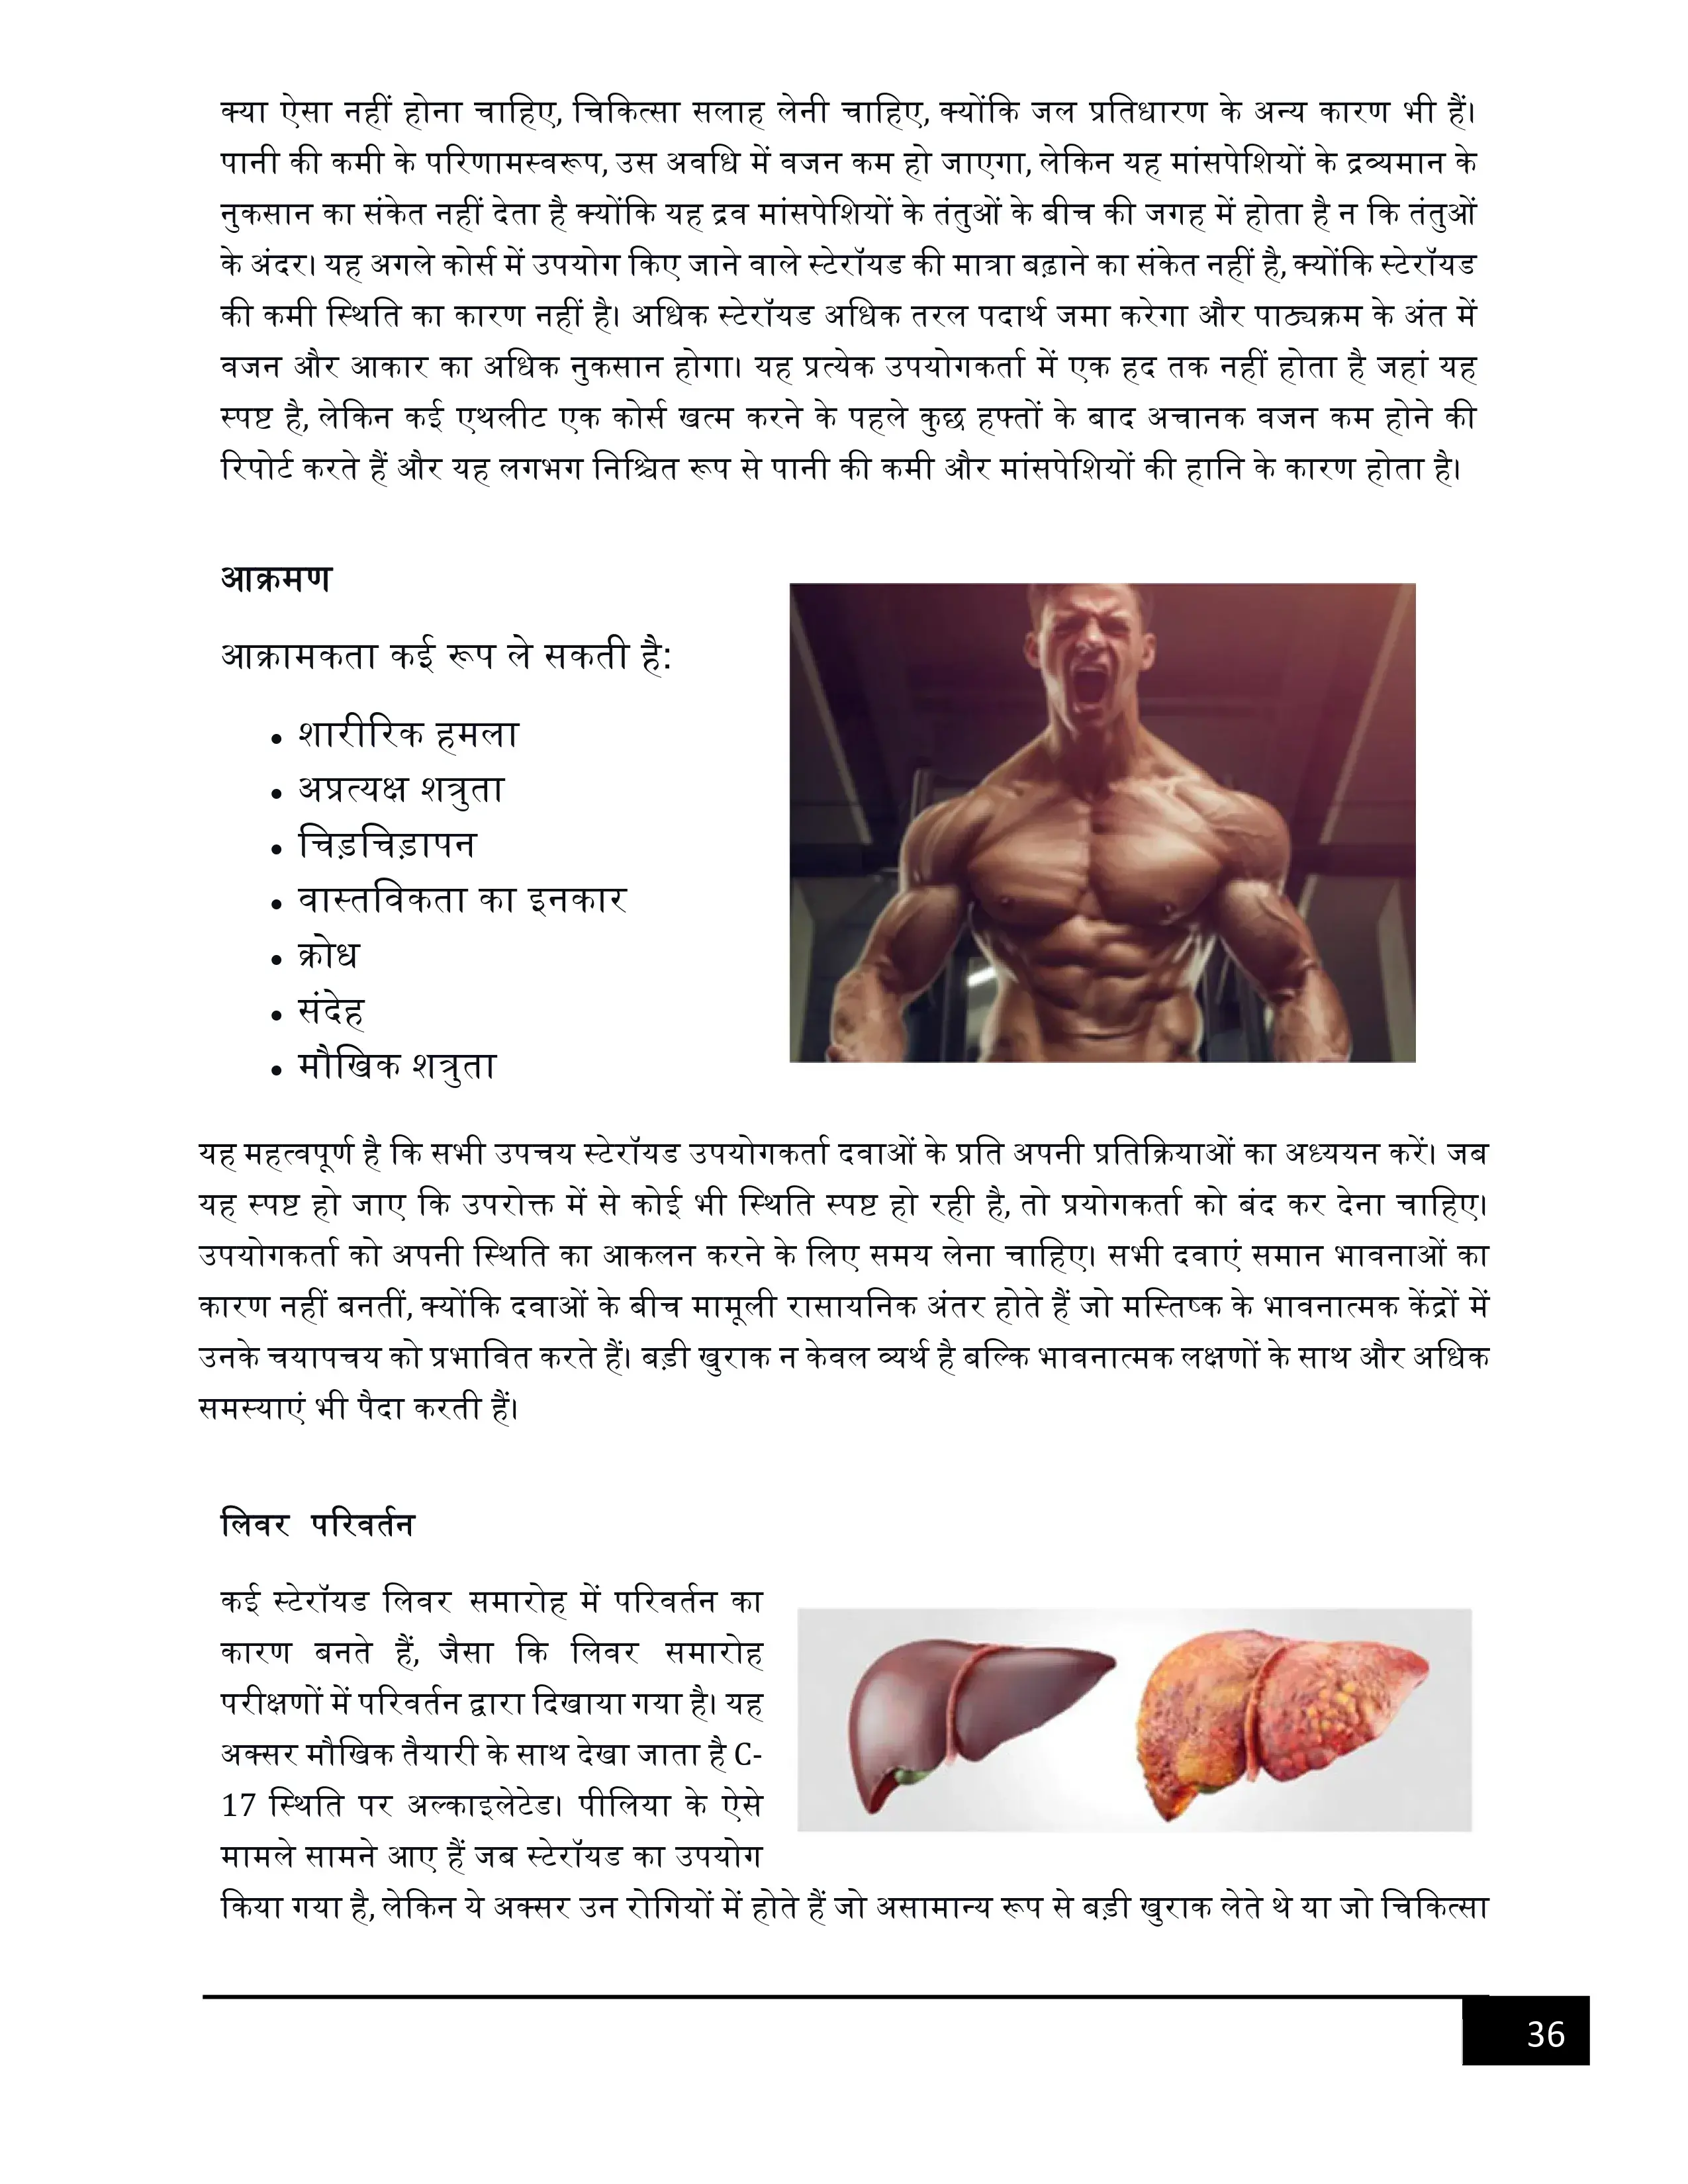 क्या ऐसा नहीं होना चाहिए, चिकित्सा सलाह लेनी चाहिए, क्योंकि जल प्रतिधारण के अन्य कारण भी हैं।
पानी की कमी के परिणामस्वरूप, उस अवधि में वजन कम हो जाएगा, लेकिन यह मांसपेशियों के द्रव्यमान के
नुकसान का संकेत नहीं देता है क्योंकि यह द्रव मांसपेशियों के तंतुओं के बीच की जगह में होता है न कि तंतुओं
के अंदर। यह अगले कोर्स में उपयोग किए जाने वाले स्टेरॉयड की मात्रा बढ़ाने का संकेत नहीं है, क्योंकि स्टेरॉयड
की कमी स्थिति का कारण नहीं है। अधिक स्टेरॉयड अधिक तरल पदार्थ जमा करेगा और पाठ्यक्रम के अंत में
वजन और आकार का अधिक नुकसान होगा। यह प्रत्येक उपयोगकर्ता में एक हद तक नहीं होता है जहां यह
स्पष्ट है, लेकिन कई एथलीट एक कोर्स खत्म करने के पहले कुछ हफ्तों के बाद अचानक वजन कम होने की
रिपोर्ट करते हैं और यह लगभग निश्चित रूप से पानी की कमी और मांसपेशियों की हानि के कारण होता है।
आक्रमण
आक्रामकता कई रूप ले सकती है:
• शारीरिक हमला
• अप्रत्यक्ष शत्रुता
• चिड़चिड़ापन
• वास्तविकता का इनकार
• क्रोध
• संदेह
• मौखिक शत्रुता
यह महत्वपूर्ण है कि सभी उपचय स्टेरॉयड उपयोगकर्ता दवाओं के प्रति अपनी प्रतिक्रियाओं का अध्ययन करें। जब
यह स्पष्ट हो जाए कि उपरोक्त में से कोई भी स्थिति स्पष्ट हो रही है, तो प्रयोगकर्ता को बंद कर देना चाहिए।
उपयोगकर्ता को अपनी स्थिति का आकलन करने के लिए समय लेना चाहिए। सभी दवाएं समान भावनाओं का
कारण नहीं बनतीं, क्योंकि दवाओं के बीच मामूली रासायनिक अंतर होते हैं जो मस्तिष्क के भावनात्मक केंद्रों में
उनके चयापचय को प्रभावित करते हैं। बड़ी खुराक न केवल व्यर्थ है बल्कि भावनात्मक लक्षणों के साथ और अधिक
समस्याएं भी पैदा करती हैं।
लिवर परिवर्तन
कई स्टेरॉयड लिवर समारोह में परिवर्तन का
कारण बनते हैं, जैसा कि लिवर समारोह
परीक्षणों में परिवर्तन द्वारा दिखाया गया है। यह
अक्सर मौखिक तैयारी के साथ देखा जाता है C-
17 स्थिति पर अल्काइलेटेड। पीलिया के ऐसे
मामले सामने आए हैं जब स्टेरॉयड का उपयोग
किया गया है, लेकिन ये अक्सर उन रोगियों में होते हैं जो असामान्य रूप से बड़ी खुराक लेते थे या जो चिकित्सा
36